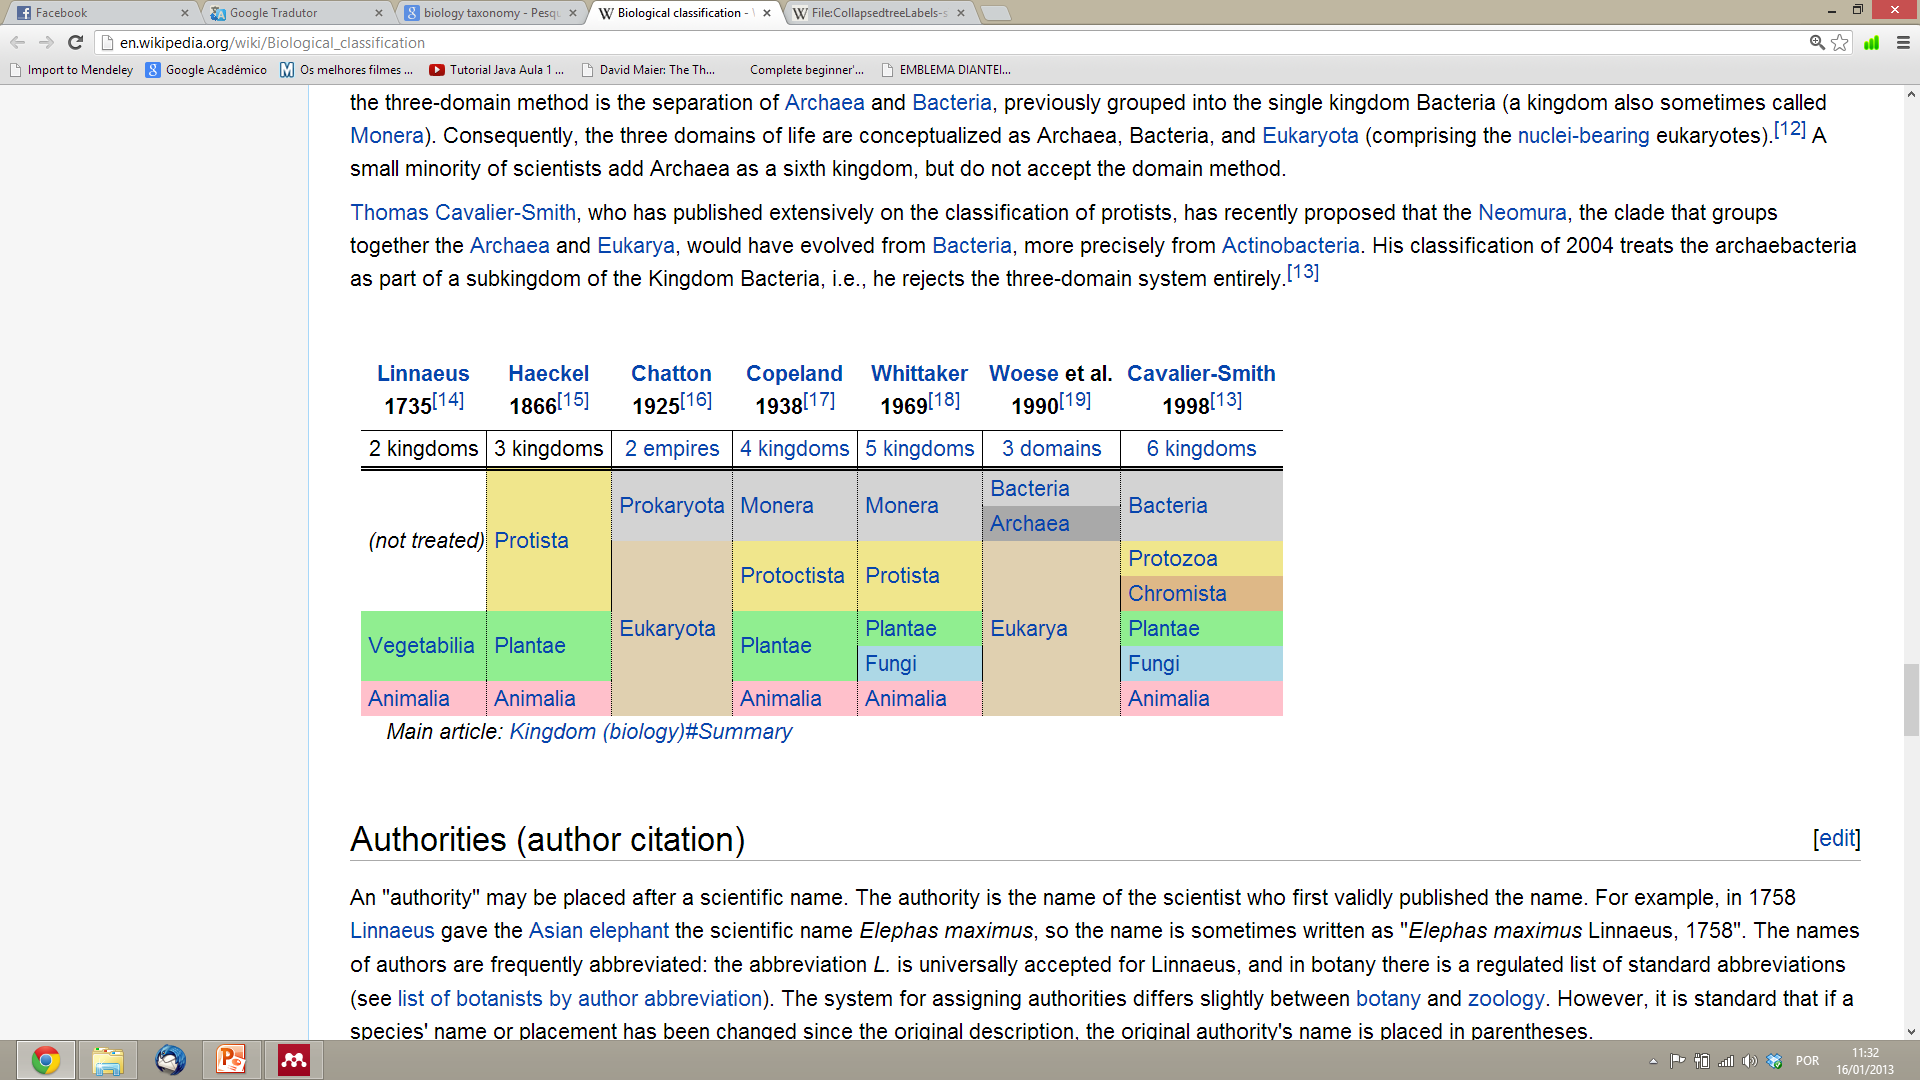 Facebook
Google Tradutor
biology taxonomy - Pesq
Biological classification -
File:CollapsedtreeLabels-s
en.wikipedia.org/wiki/Biological_classification
Import to Mendeley
Google Acadêmico
Os melhores filmes ...
Tutorial Java Aula 1 ...
David Maier: The Th...
Complete beginner'...
EMBLEMA DIANTEI...
the three-domain method is the separation of Archaea and Bacteria, previously grouped into the single kingdom Bacteria (a kingdom also sometimes called
Monera). Consequently, the three domains of life are conceptualized as Archaea, Bacteria, and Eukaryota (comprising the nuclei-bearing eukaryotes).[12] A
small minority of scientists add Archaea as a sixth kingdom, but do not accept the domain method.
Thomas Cavalier-Smith, who has published extensively on the classification of protists, has recently proposed that the Neomura, the clade that groups
together the Archaea and Eukarya, would have evolved from Bacteria, more precisely from Actinobacteria. His classification of 2004 treats the archaebacteria
as part of a subkingdom of the Kingdom Bacteria, i.e., he rejects the three-domain system entirely.[13]
Linnaeus Haeckel Chatton Copeland Whittaker Woese et al. Cavalier-Smith
1735[14] 1866[15] 1925[16] 1938[17] 1969[18] 1990[19] 1998[13]
2 kingdoms 3 kingdoms 2 empires 4 kingdoms 5 kingdoms 3 domains 6 kingdoms
Bacteria
Prokaryota Monera Monera Bacteria
Archaea
(not treated) Protista
Protozoa
Protoctista Protista
Chromista
Eukaryota Plantae Eukarya Plantae
Vegetabilia Plantae Plantae
Fungi Fungi
Animalia Animalia Animalia Animalia Animalia
Main article: Kingdom (biology)#Summary
Authorities (author citation) [edit]
An "authority" may be placed after a scientific name. The authority is the name of the scientist who first validly published the name. For example, in 1758
Linnaeus gave the Asian elephant the scientific name Elephas maximus, so the name is sometimes written as "Elephas maximus Linnaeus, 1758". The names
of authors are frequently abbreviated: the abbreviation L. is universally accepted for Linnaeus, and in botany there is a regulated list of standard abbreviations
(see list of botanists by author abbreviation). The system for assigning authorities differs slightly between botany and zoology. However, it is standard that if a
species' name or placement has been changed since the original description, the original authority's name is placed in parentheses.
POR
11:32
16/01/2013